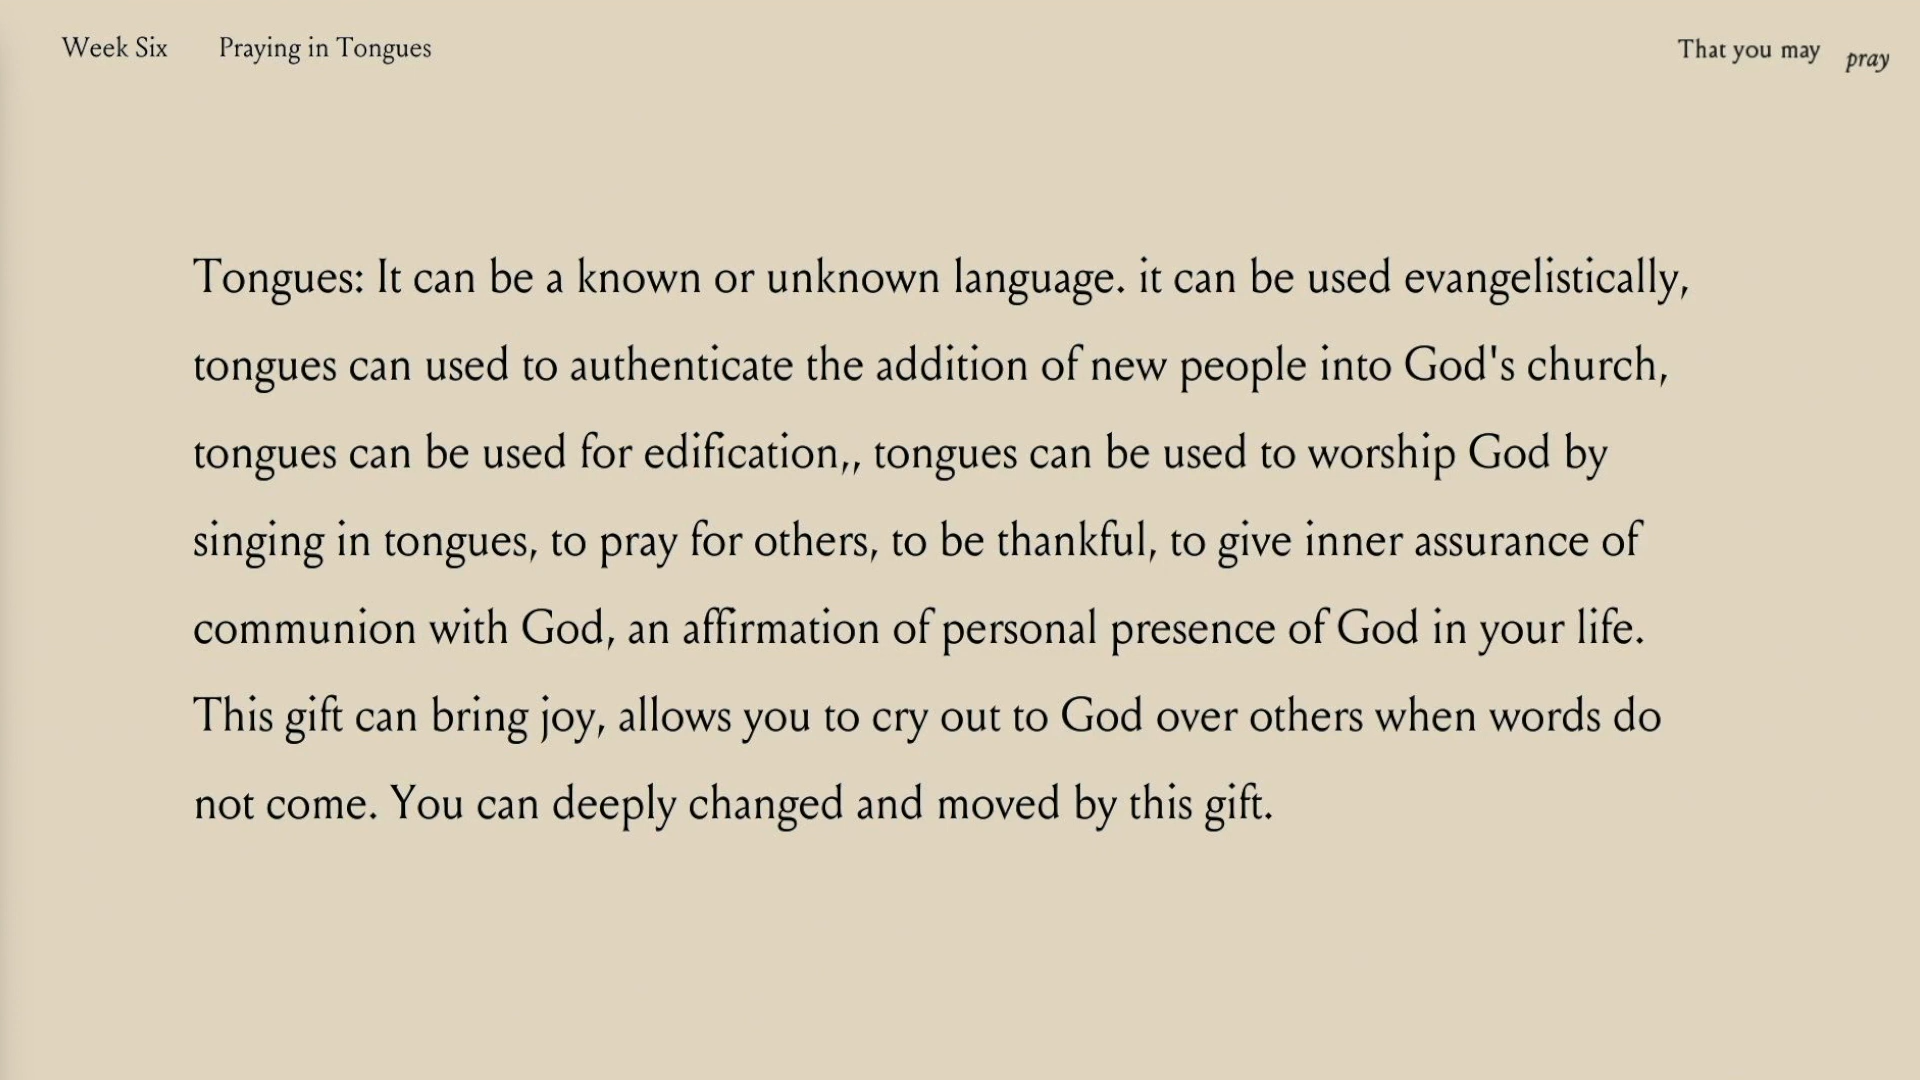 Week Six Praying in Tongues That you may pray
Tongues: It can be a known or unknown language. it can be used evangelistically,
tongues can used to authenticate the addition of new people into God's church,
tongues can be used for edification,, tongues can be used to worship God by
singing in tongues, to pray for others, to be thankful, to give inner assurance of
communion with God, an affirmation of personal presence of God in your life.
This gift can bring joy, allows you to cry out to God over others when words do
not come. You can deeply changed and moved by this gift.